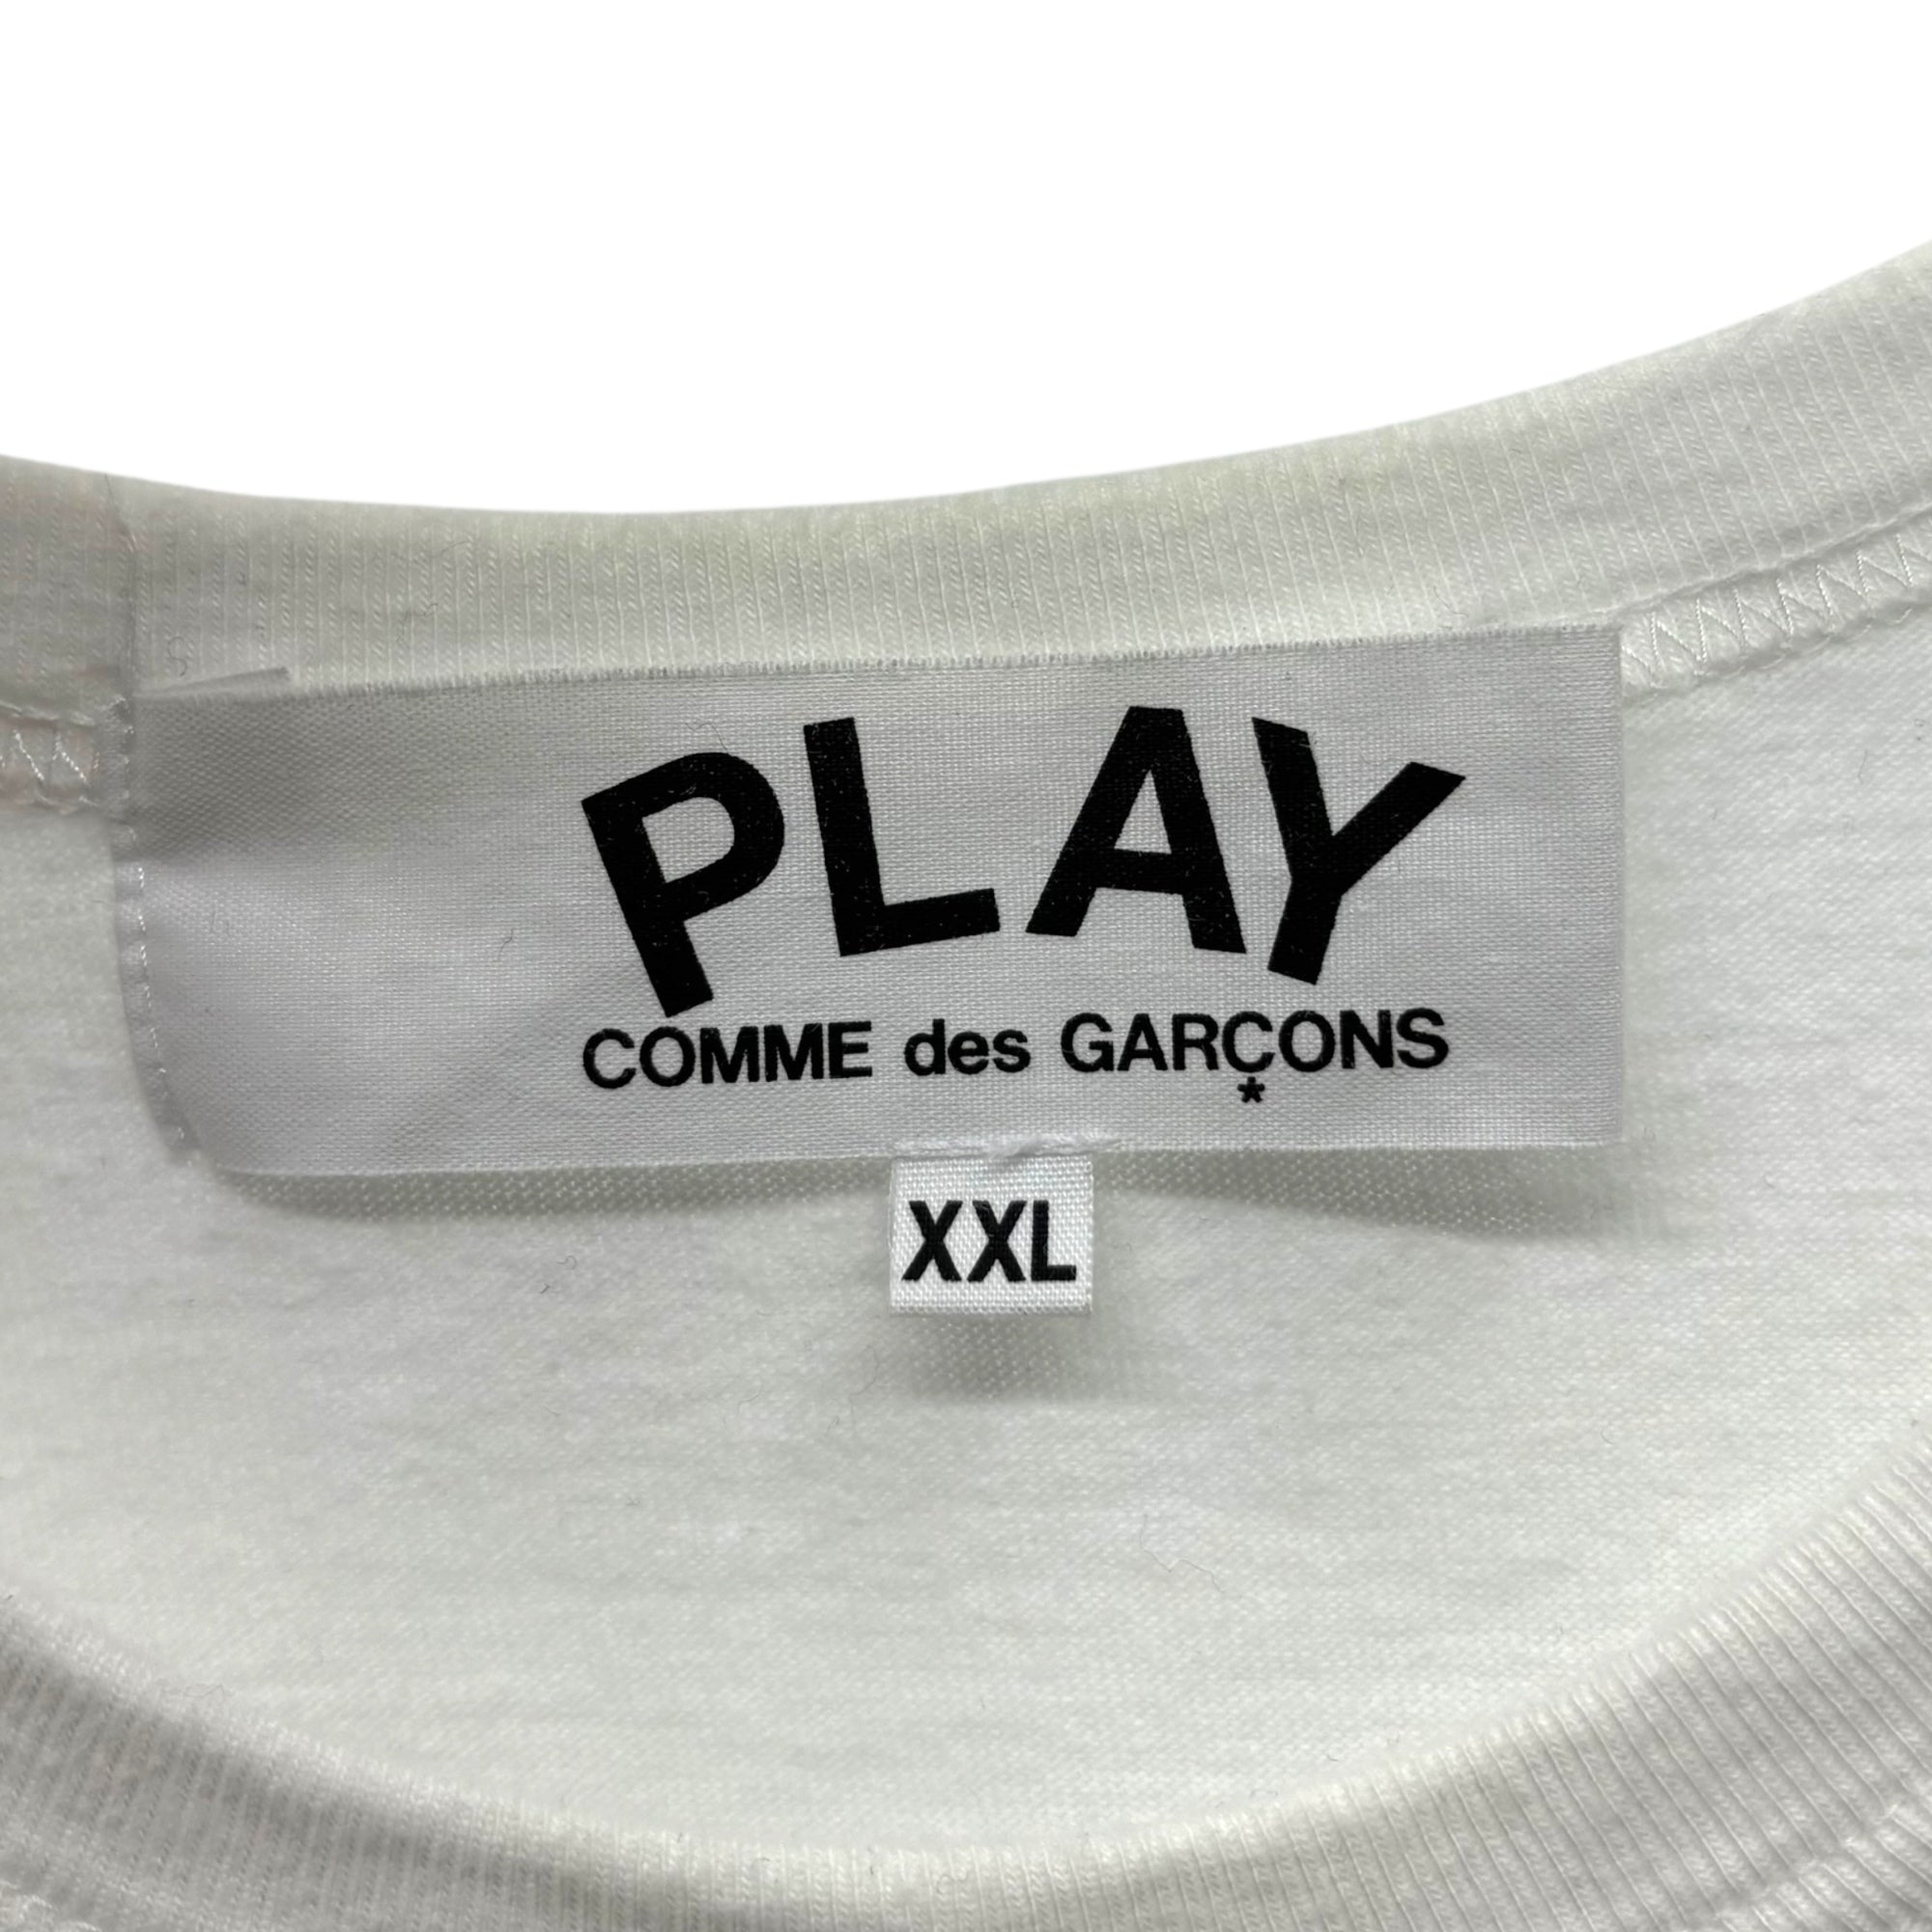 PLAY
COMME des GARÇONS
*
XXL